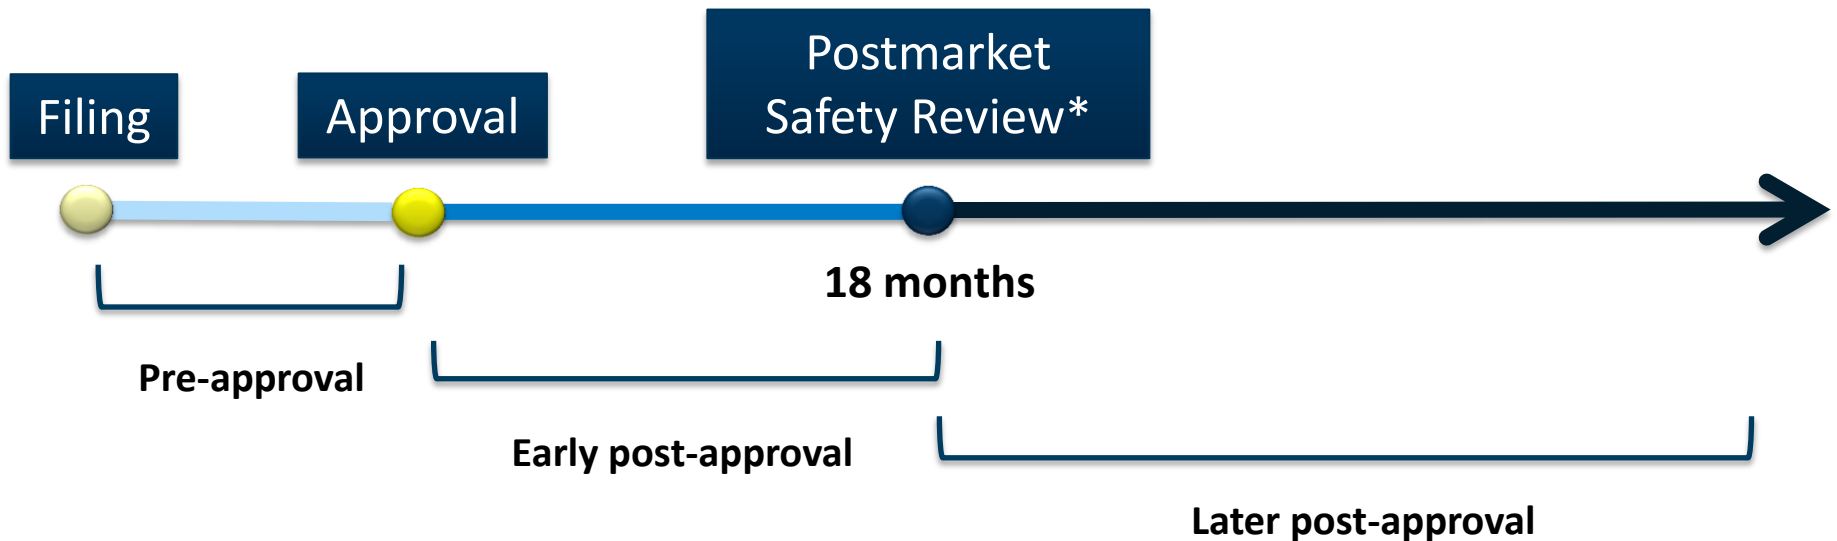 Filing
Approval
Postmarket
Safety Review*
18 months
Pre-approval
Early post-approval
Later post-approval